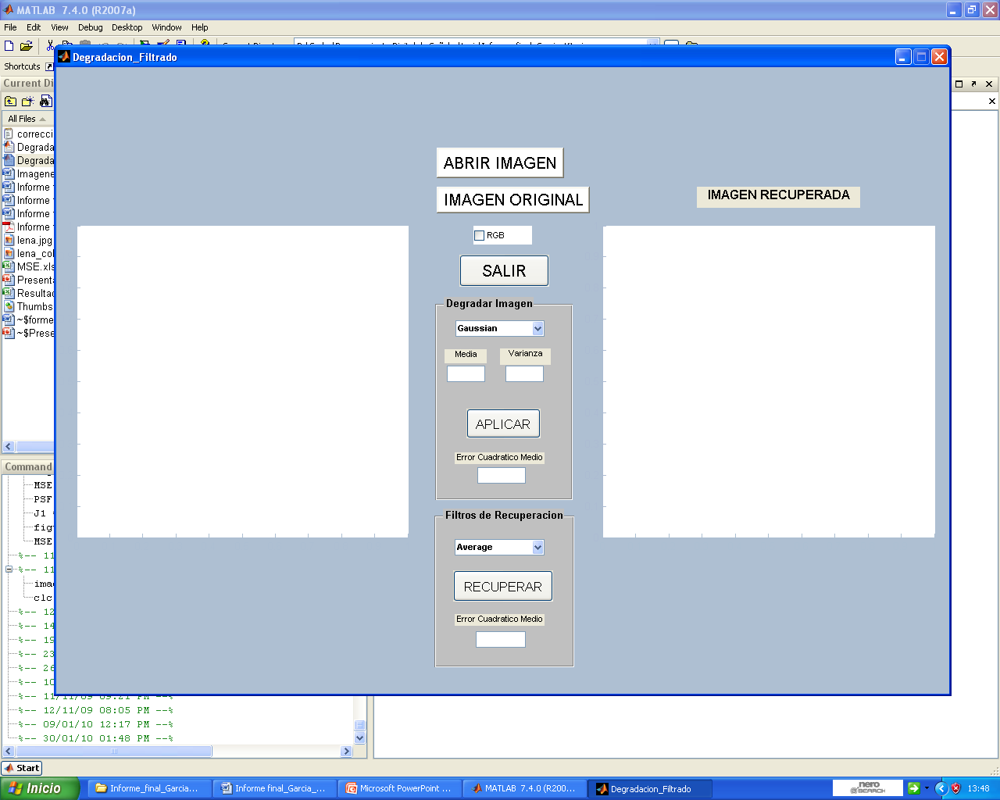 MATLAB 7.4.0 (R2007a)
File Edit View Debug Desktop Window Help
Degradacion_Filtrado
Shortcuts
Current Di
All Files
correcci
Degrada
Degrada
Imagene
Informe
Informe
Informe
Informe
lena.jpg
lena_col
MSE.xls
Presenta
Resultac
Thumbs
~$forme
~$Prese
ABRIR IMAGEN
IMAGEN ORIGINAL
IMAGEN RECUPERADA
RGB
SALIR
Degradar Imagen
Gaussian
Media Varianza
APLICAR
Error Cuadratico Medio
Filtros de Recuperacion
Average
RECUPERAR
Error Cuadratico Medio
Command
MSE
PSF
J1
figu
MSE
%-- 11
%-- 11
imag
clc
%-- 12
%-- 14
%-- 19
%-- 23
%-- 26
%-- 10
%-- 11/11/09 09:21 PM --%
%-- 12/11/09 08:05 PM --%
%-- 09/01/10 12:17 PM --%
%-- 30/01/10 01:48 PM --%
Start
Inicio Informe_final_Garcia... Informe final_Garcia_... Microsoft PowerPoint ... MATLAB 7.4.0 (R200... Degradacion_Filtrado nero SEARCH 13:48